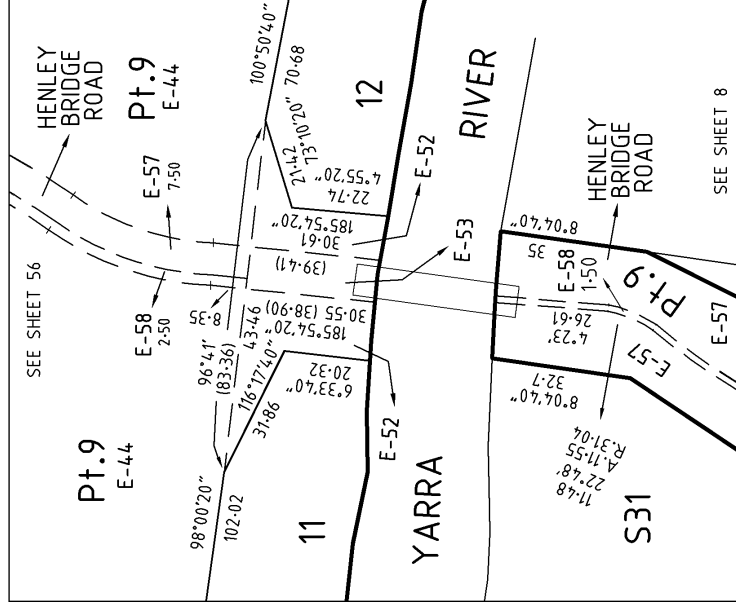 SEE SHEET 56
HENLEY
BRIDGE
ROAD
Pt.9
E-44
E-57
7·50
E-58
2·50
100°50'40"
70·68
12
21·42
73°10'20"
22·74
4°55'20"
185°54'20"
30·61
(39·41)
E-52
8·35
96°41'
(83·36)
43·46
30·55 (38·90)
185°54'20"
E-53
116°17'40"
31·86
6°33'40"
20·32
E-52
Pt.9
E-44
98°00'20"
102·02
11
YARRA
RIVER
HENLEY
BRIDGE
ROAD
8°04'40"
35
E-58
1·50
Pt.9
26·61
4°23'
E-57
E-57
8°04'40"
32·7
11·48
22°48'
A.11·55
R.31·04
S31
SEE SHEET 8